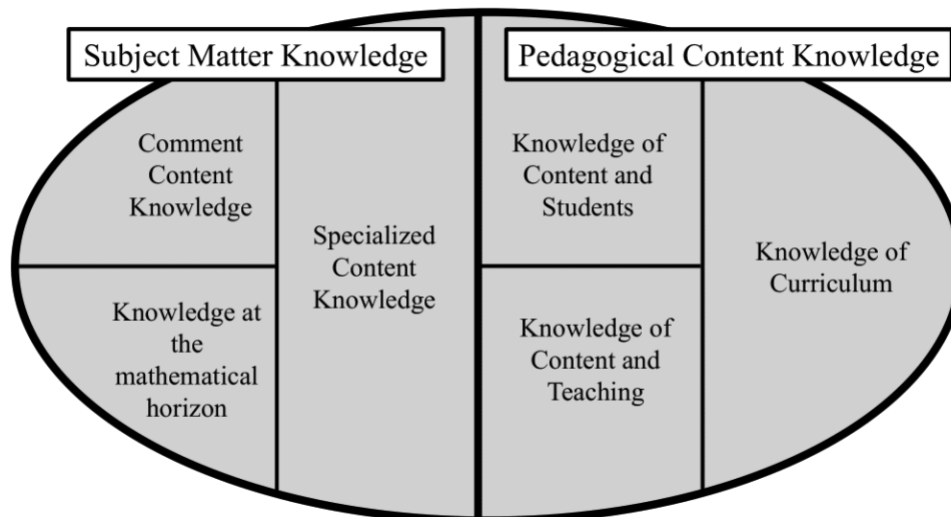 Subject Matter Knowledge
Pedagogical Content Knowledge
Comment
Content
Knowledge
Knowledge at
the
mathematical
horizon
Specialized
Content
Knowledge
Knowledge of
Content and
Students
Knowledge of
Content and
Teaching
Knowledge of
Curriculum